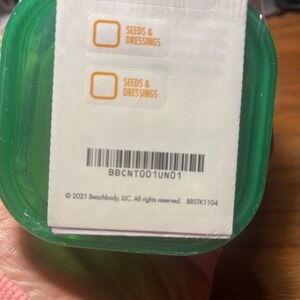 SEEDS &
DRESSINGS
SEEDS &
DRESSINGS
BBCNT001UN01
© 2021 Beachbody, LLC. All rights reserved. BBSTK1104